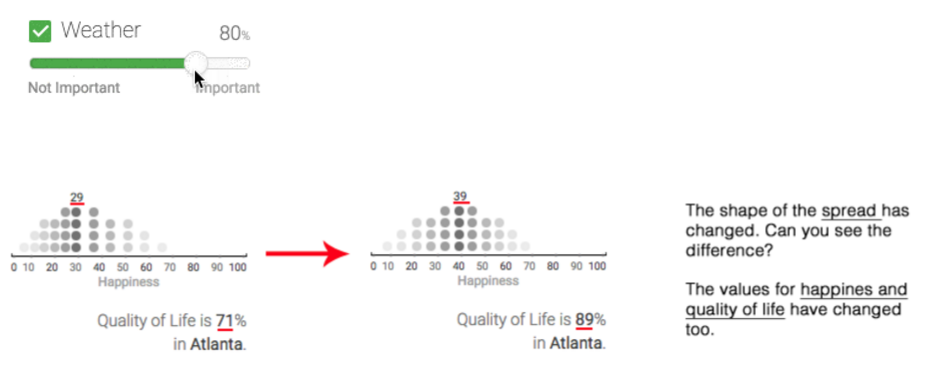 Weather 80%
Not Important Important
29
0 10 20 30 40 50 60 70 80 90 100
Happiness
Quality of Life is 71%
in Atlanta.
39
0 10 20 30 40 50 60 70 80 90 100
Happiness
Quality of Life is 89%
in Atlanta.
The shape of the spread has
changed. Can you see the
difference?
The values for happines and
quality of life have changed
too.